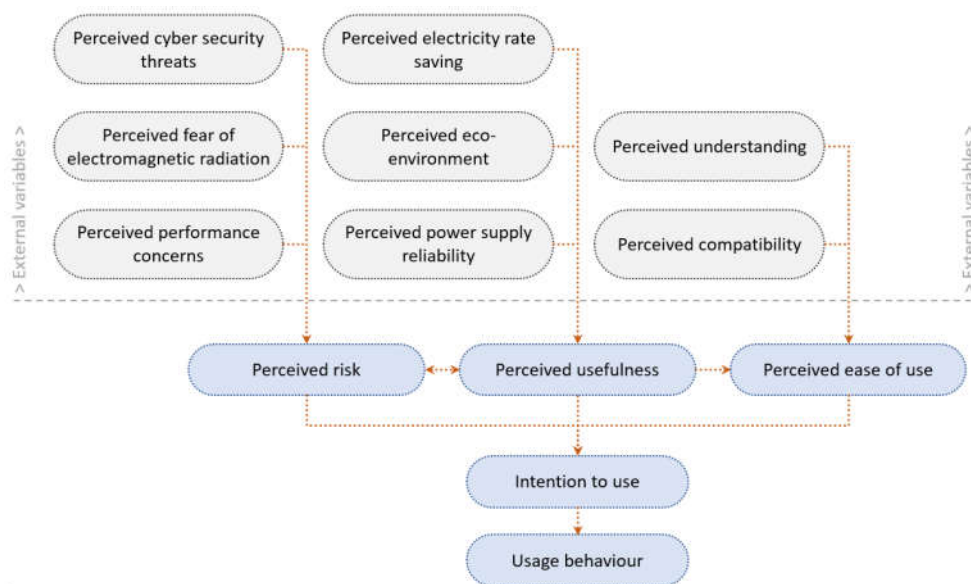 Perceived cyber security
threats
Perceived electricity rate
saving
Perceived fear of
electromagnetic radiation
Perceived eco-
environment
Perceived understanding
Perceived performance
concerns
Perceived power supply
reliability
Perceived compatibility
> External variables >
> External variables >
Perceived risk
Perceived usefulness
Perceived ease of use
Intention to use
Usage behaviour